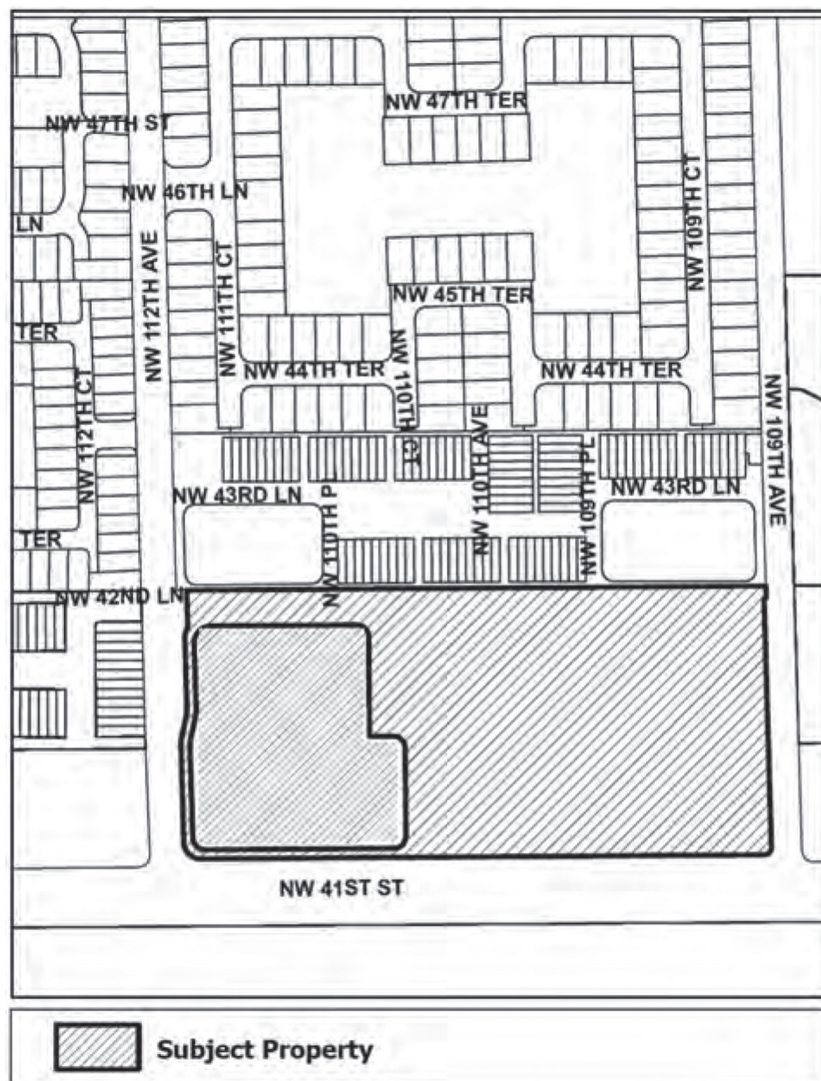 NW 47TH TER
NW 47TH ST
NW 46TH LN
LN
NW 112TH AVE
NW 111TH CT
NW 109TH CT
NW 45TH TER
TER
NW 44TH TER
NW 110TH CT
NW 44TH TER
NW 112TH CT
NW 110TH AVE
NW 109TH PL
NW 109TH AVE
NW 43RD LN
NW 110TH PL
NW 43RD LN
TER
NW 42ND LN
NW 41ST ST
Subject Property